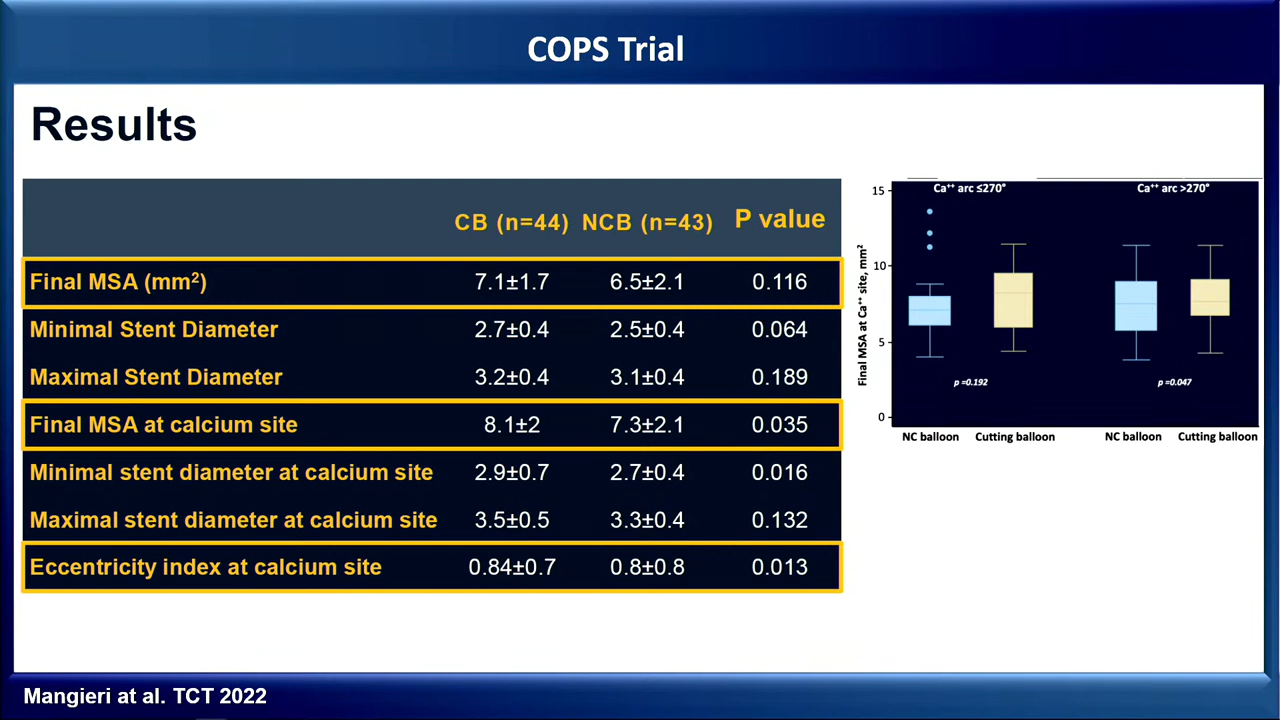 COPS Trial
Results
CB (n=44) NCB (n=43) P value
Final MSA (mm²) 7.1±1.7 6.5±2.1 0.116
Minimal Stent Diameter 2.7±0.4 2.5±0.4 0.064
Maximal Stent Diameter 3.2±0.4 3.1±0.4 0.189
Final MSA at calcium site 8.1±2 7.3±2.1 0.035
Minimal stent diameter at calcium site 2.9±0.7 2.7±0.4 0.016
Maximal stent diameter at calcium site 3.5±0.5 3.3±0.4 0.132
Eccentricity index at calcium site 0.84±0.7 0.8±0.8 0.013
Ca⁺⁺ arc ≤270° Ca⁺⁺ arc >270°
Final MSA at Ca⁺⁺ site, mm²
15
10
5
0
p =0.192 p =0.047
NC balloon Cutting balloon NC balloon Cutting balloon
Mangieri at al. TCT 2022